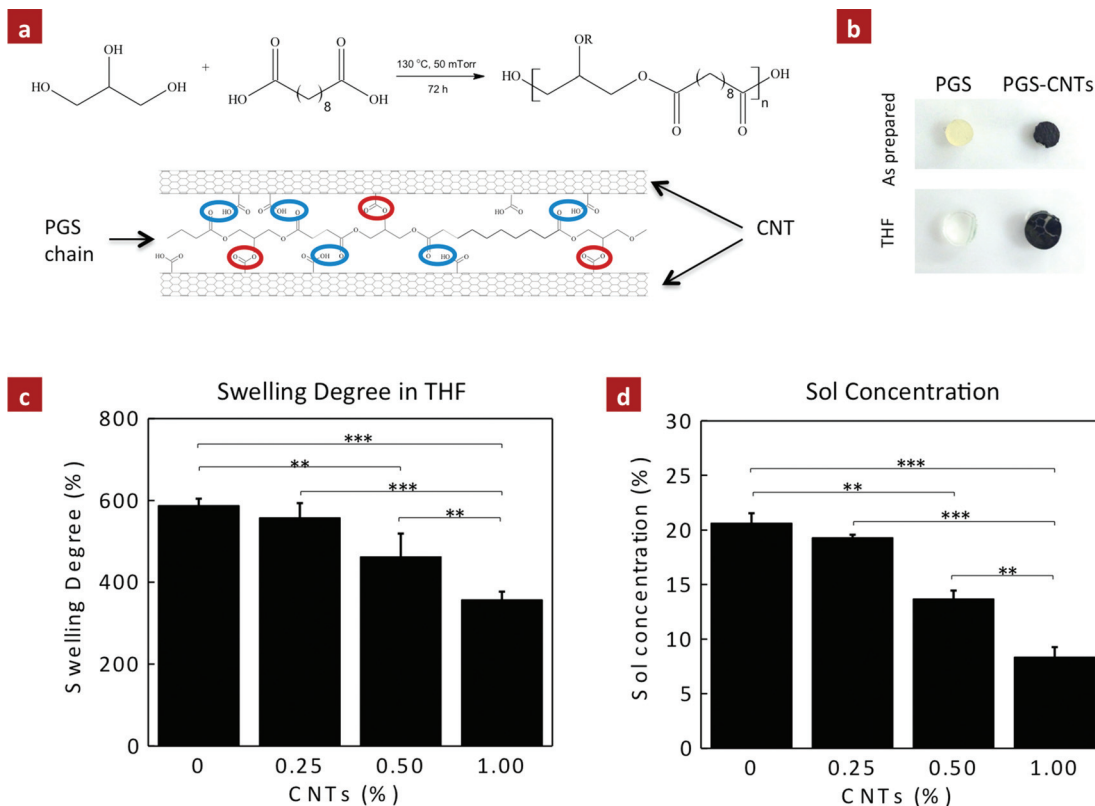 a
OH
HO
OH
+
O
O
HO
8
OH
130 °C, 50 mTorr
72 h
OR
HO
O
8
OH
n
O
O
PGS
chain
CNT
b
PGS PGS-CNTs
As prepared
THF
c
Swelling Degree in THF
Swelling Degree (%)
800
600
400
200
0
***
**
***
**
0 0.25 0.50 1.00
CNTs (%)
d
Sol Concentration
Sol concentration (%)
30
25
20
15
10
5
0
***
**
***
**
0 0.25 0.50 1.00
CNTs (%)